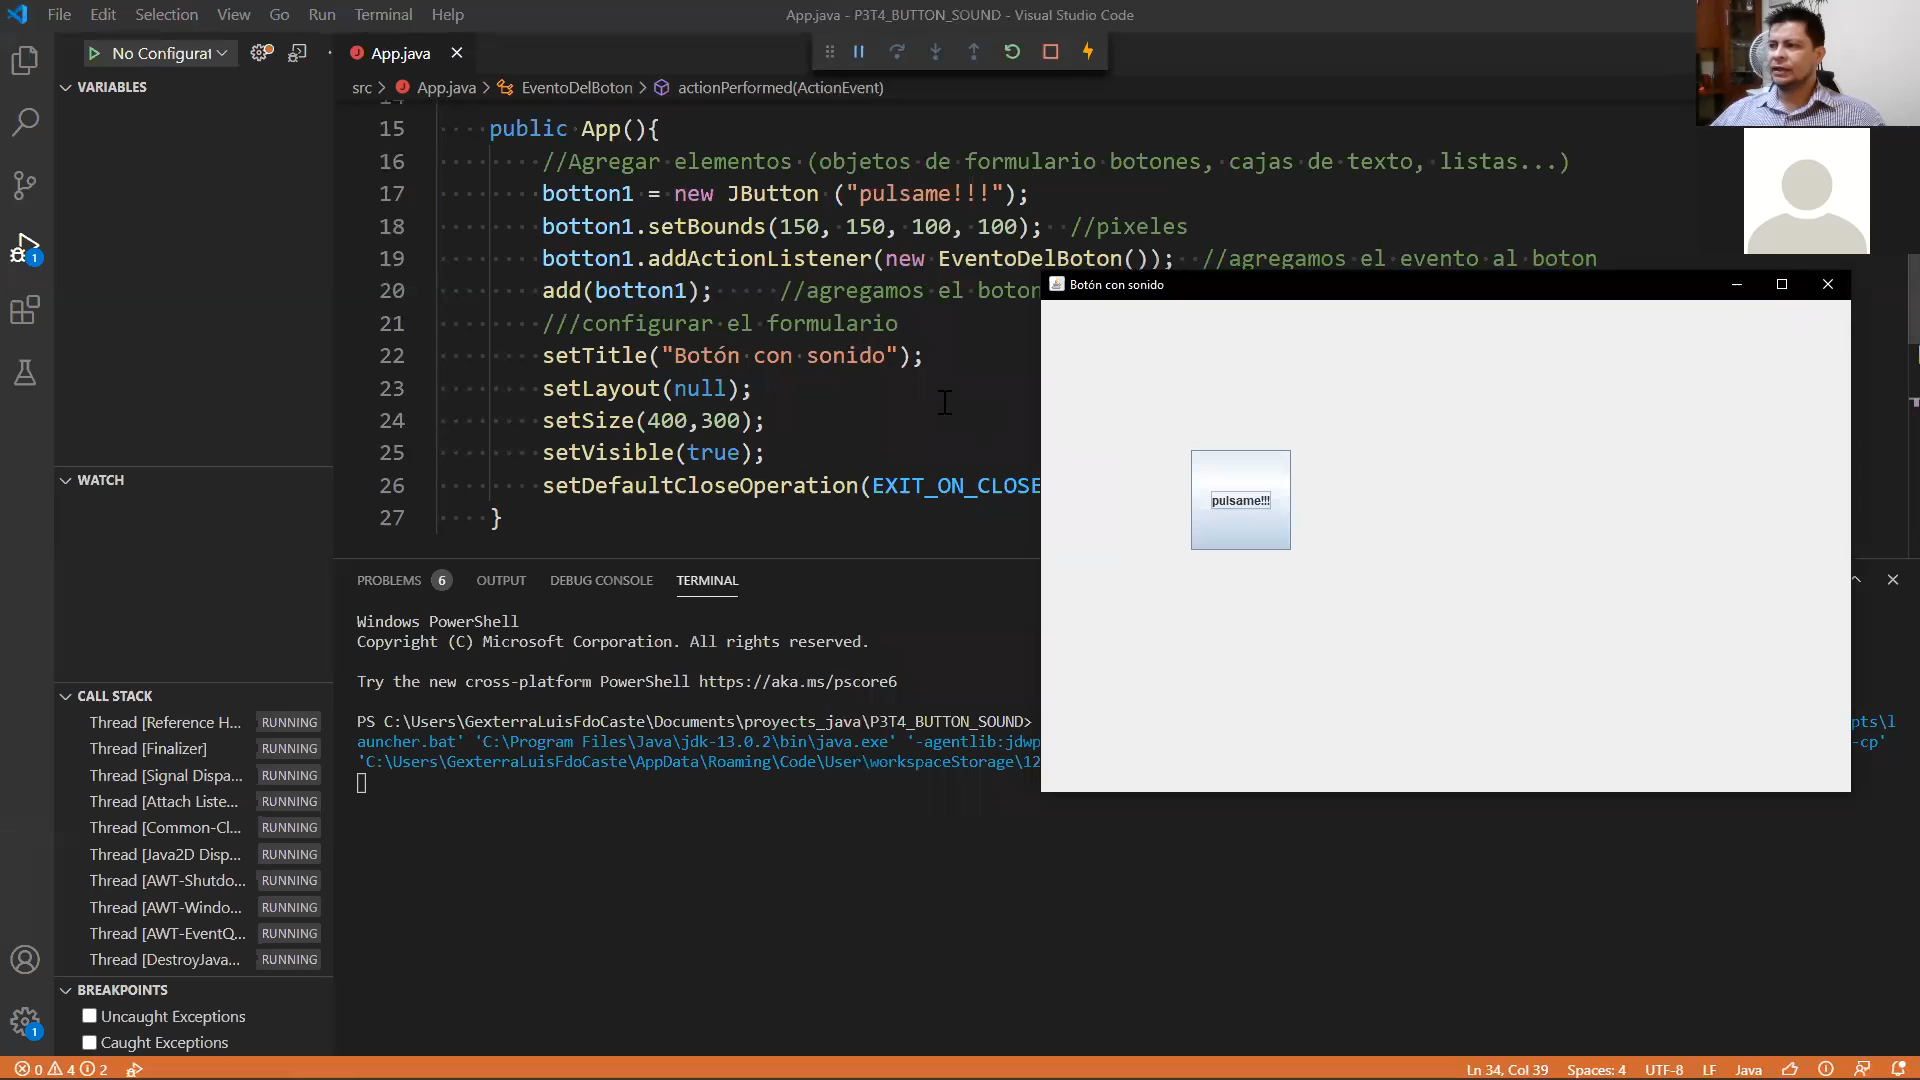 File Edit Selection View Go Run Terminal Help
App.java - P3T4_BUTTON_SOUND - Visual Studio Code
No Configurat
App.java
VARIABLES
src > App.java > EventoDelBoton > actionPerformed(ActionEvent)
15 public App(){
16 //Agregar elementos (objetos de formulario botones, cajas de texto, listas...)
17 botton1 = new JButton ("pulsame!!!");
18 botton1.setBounds(150, 150, 100, 100); //pixeles
19 botton1.addActionListener(new EventoDelBoton()); //agregamos el evento al boton
20 add(botton1); //agregamos el boton
21 ///configurar el formulario
22 setTitle("Botón con sonido");
23 setLayout(null);
24 setSize(400,300);
25 setVisible(true);
26 setDefaultCloseOperation(EXIT_ON_CLOSE
27 }
Botón con sonido
pulsame!!!
WATCH
PROBLEMS 6 OUTPUT DEBUG CONSOLE TERMINAL
Windows PowerShell
Copyright (C) Microsoft Corporation. All rights reserved.
Try the new cross-platform PowerShell https://aka.ms/pscore6
PS C:\Users\GexterraLuisFdoCaste\Documents\proyects_java\P3T4_BUTTON_SOUND> pts\l
auncher.bat' 'C:\Program Files\Java\jdk-13.0.2\bin\java.exe' '-agentlib:jdwp -cp'
'C:\Users\GexterraLuisFdoCaste\AppData\Roaming\Code\User\workspaceStorage\12
CALL STACK
Thread [Reference H... RUNNING
Thread [Finalizer] RUNNING
Thread [Signal Dispa... RUNNING
Thread [Attach Liste... RUNNING
Thread [Common-Cl... RUNNING
Thread [Java2D Disp... RUNNING
Thread [AWT-Shutdo... RUNNING
Thread [AWT-Windo... RUNNING
Thread [AWT-EventQ... RUNNING
Thread [DestroyJava... RUNNING
BREAKPOINTS
Uncaught Exceptions
Caught Exceptions
1
1
0 4 2
Ln 34, Col 39 Spaces: 4 UTF-8 LF Java